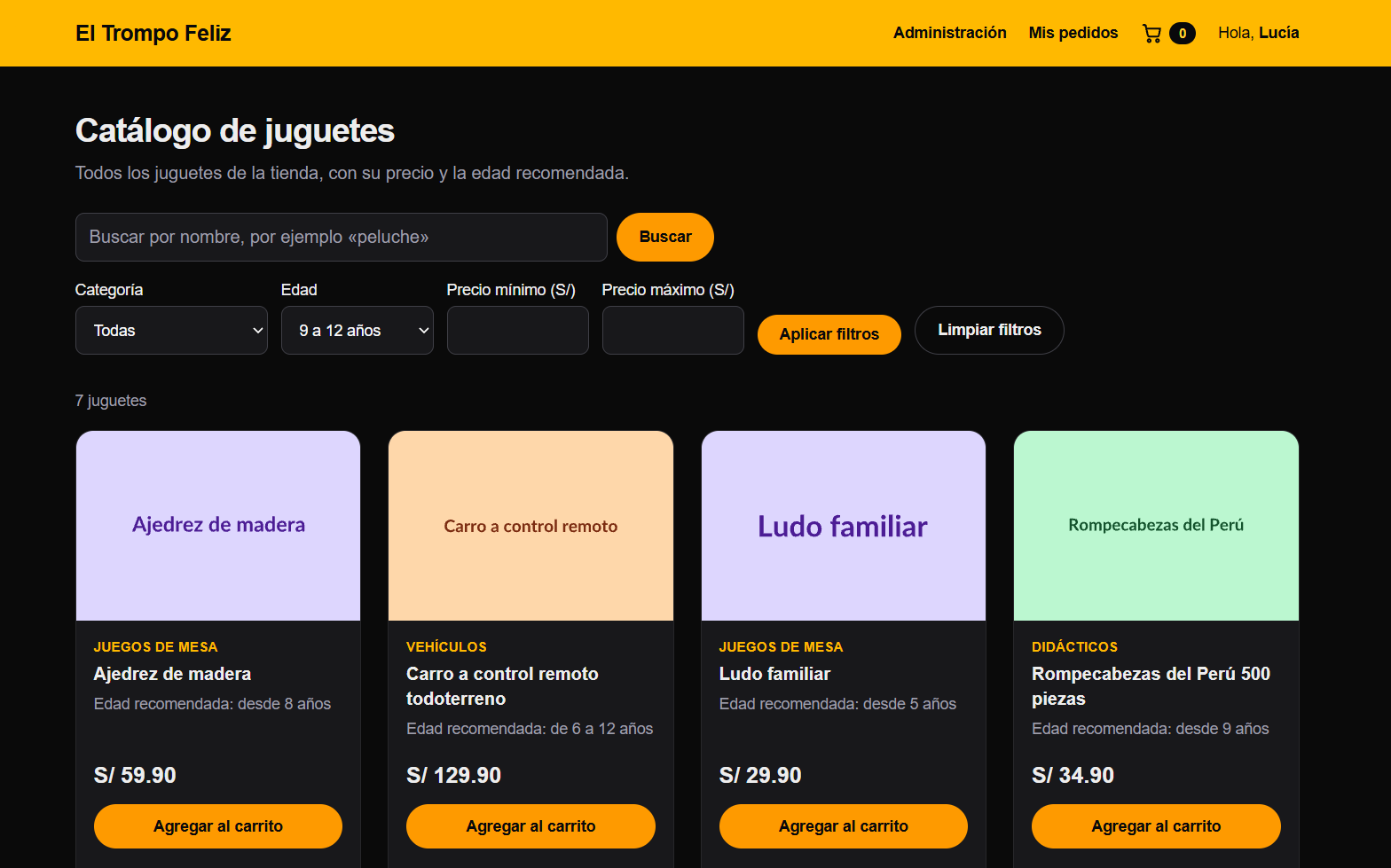 El Trompo Feliz
Administración
Mis pedidos
0
Hola, Lucía
Catálogo de juguetes
Todos los juguetes de la tienda, con su precio y la edad recomendada.
Buscar por nombre, por ejemplo «peluche»
Buscar
Categoría
Edad
Precio mínimo (S/)
Precio máximo (S/)
Todas
9 a 12 años
Aplicar filtros
Limpiar filtros
7 juguetes
Ajedrez de madera
JUEGOS DE MESA
Ajedrez de madera
Edad recomendada: desde 8 años
S/ 59.90
Agregar al carrito
Carro a control remoto
VEHÍCULOS
Carro a control remoto
todoterreno
Edad recomendada: de 6 a 12 años
S/ 129.90
Agregar al carrito
Ludo familiar
JUEGOS DE MESA
Ludo familiar
Edad recomendada: desde 5 años
S/ 29.90
Agregar al carrito
Rompecabezas del Perú
DIDÁCTICOS
Rompecabezas del Perú 500
piezas
Edad recomendada: desde 9 años
S/ 34.90
Agregar al carrito